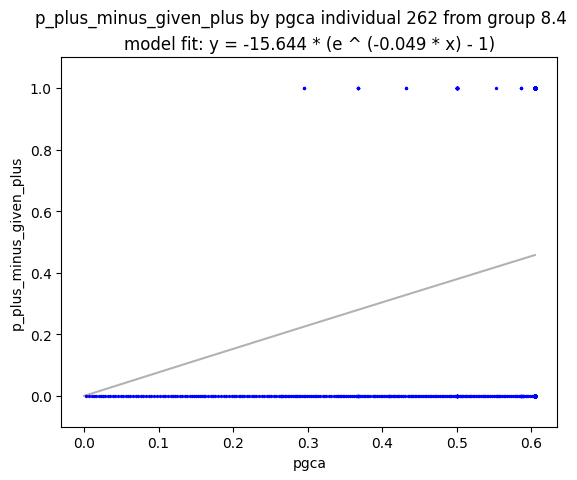 p_plus_minus_given_plus by pgca individual 262 from group 8.4
model fit: y = -15.644 * (e ^ (-0.049 * x) - 1)
1.0
0.8
0.6
0.4
0.2
0.0
p_plus_minus_given_plus
0.0 0.1 0.2 0.3 0.4 0.5 0.6
pgca